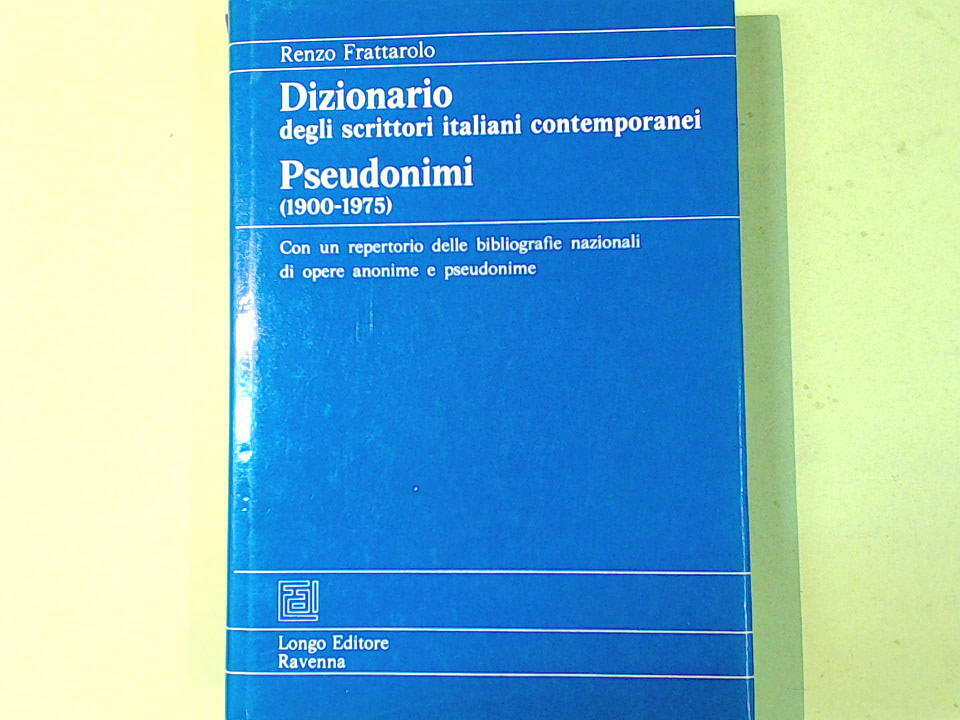 Renzo Frattarolo
Dizionario
degli scrittori italiani contemporanei
Pseudonimi
(1900-1975)
Con un repertorio delle bibliografie nazionali
di opere anonime e pseudonime
Longo Editore
Ravenna